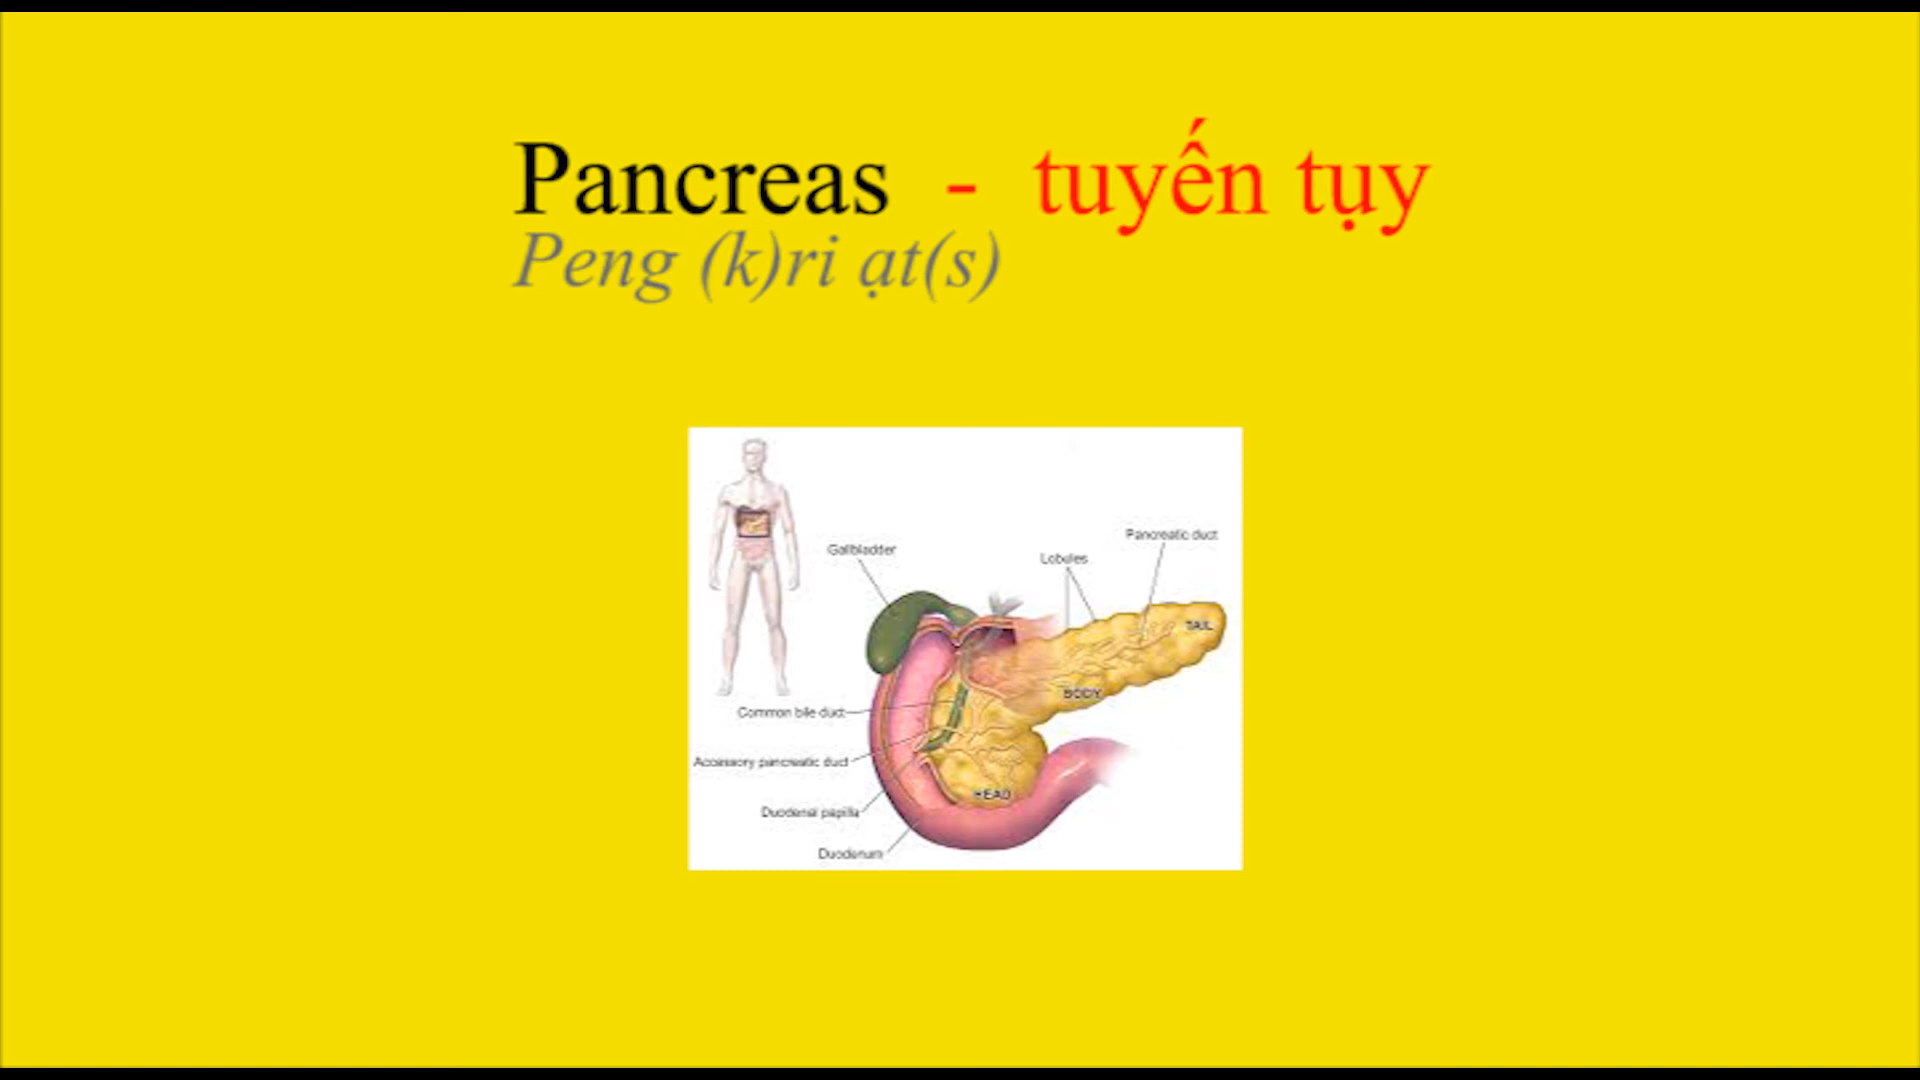 Pancreas - tuyến tụy
Peng (k)ri ạt(s)
Pancreatic duct
Gallbladder
Lobules
TAIL
BODY
Common bile duct
Accessory pancreatic duct
HEAD
Duodenal papilla
Duodenum